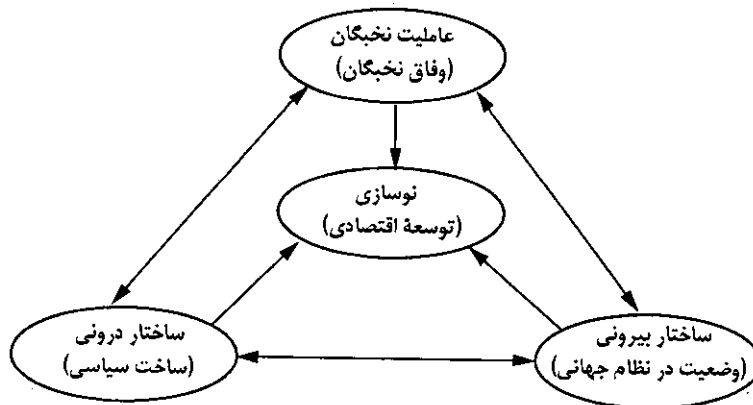 عاملیت نخبگان
(وفاق نخبگان)
نوسازی
(توسعهٔ اقتصادی)
ساختار بیرونی
(وضعیت در نظام جهانی)
ساختار درونی
(ساخت سیاسی)